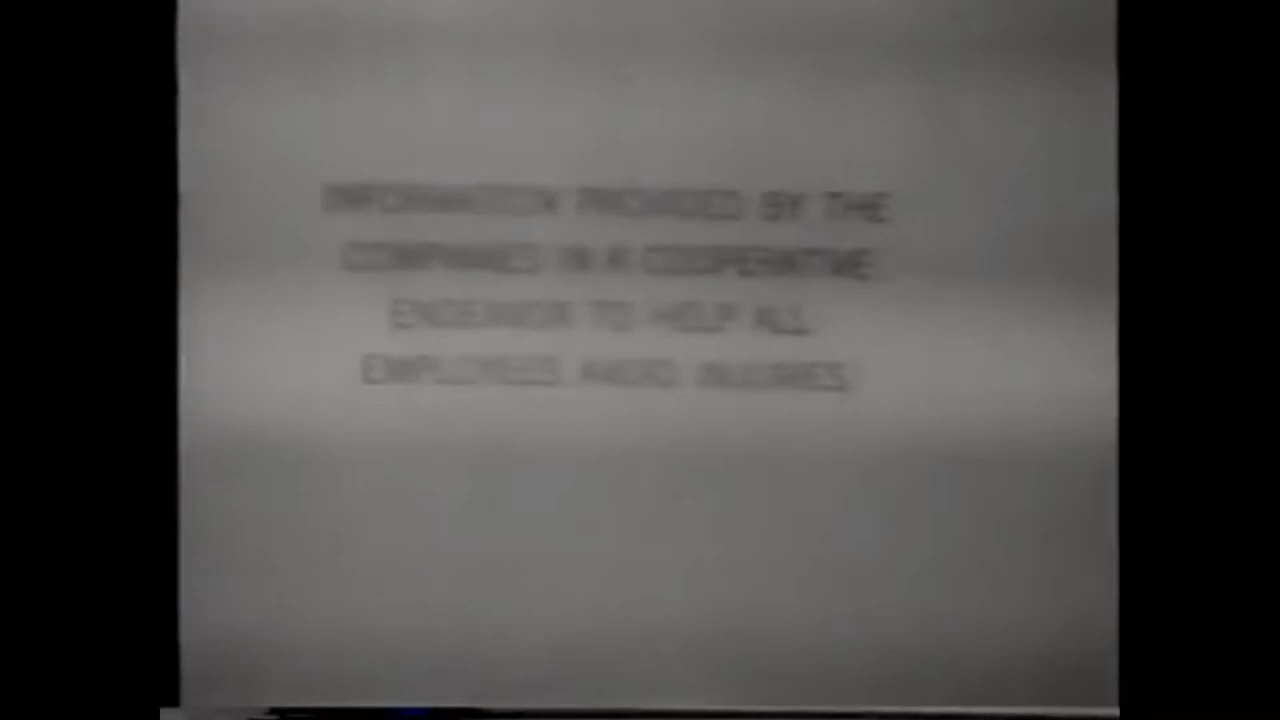 INFORMATION PROVIDED BY THE
COMPANIES IN A COOPERATIVE
ENDEAVOR TO HELP ALL
EMPLOYEES AVOID INJURIES